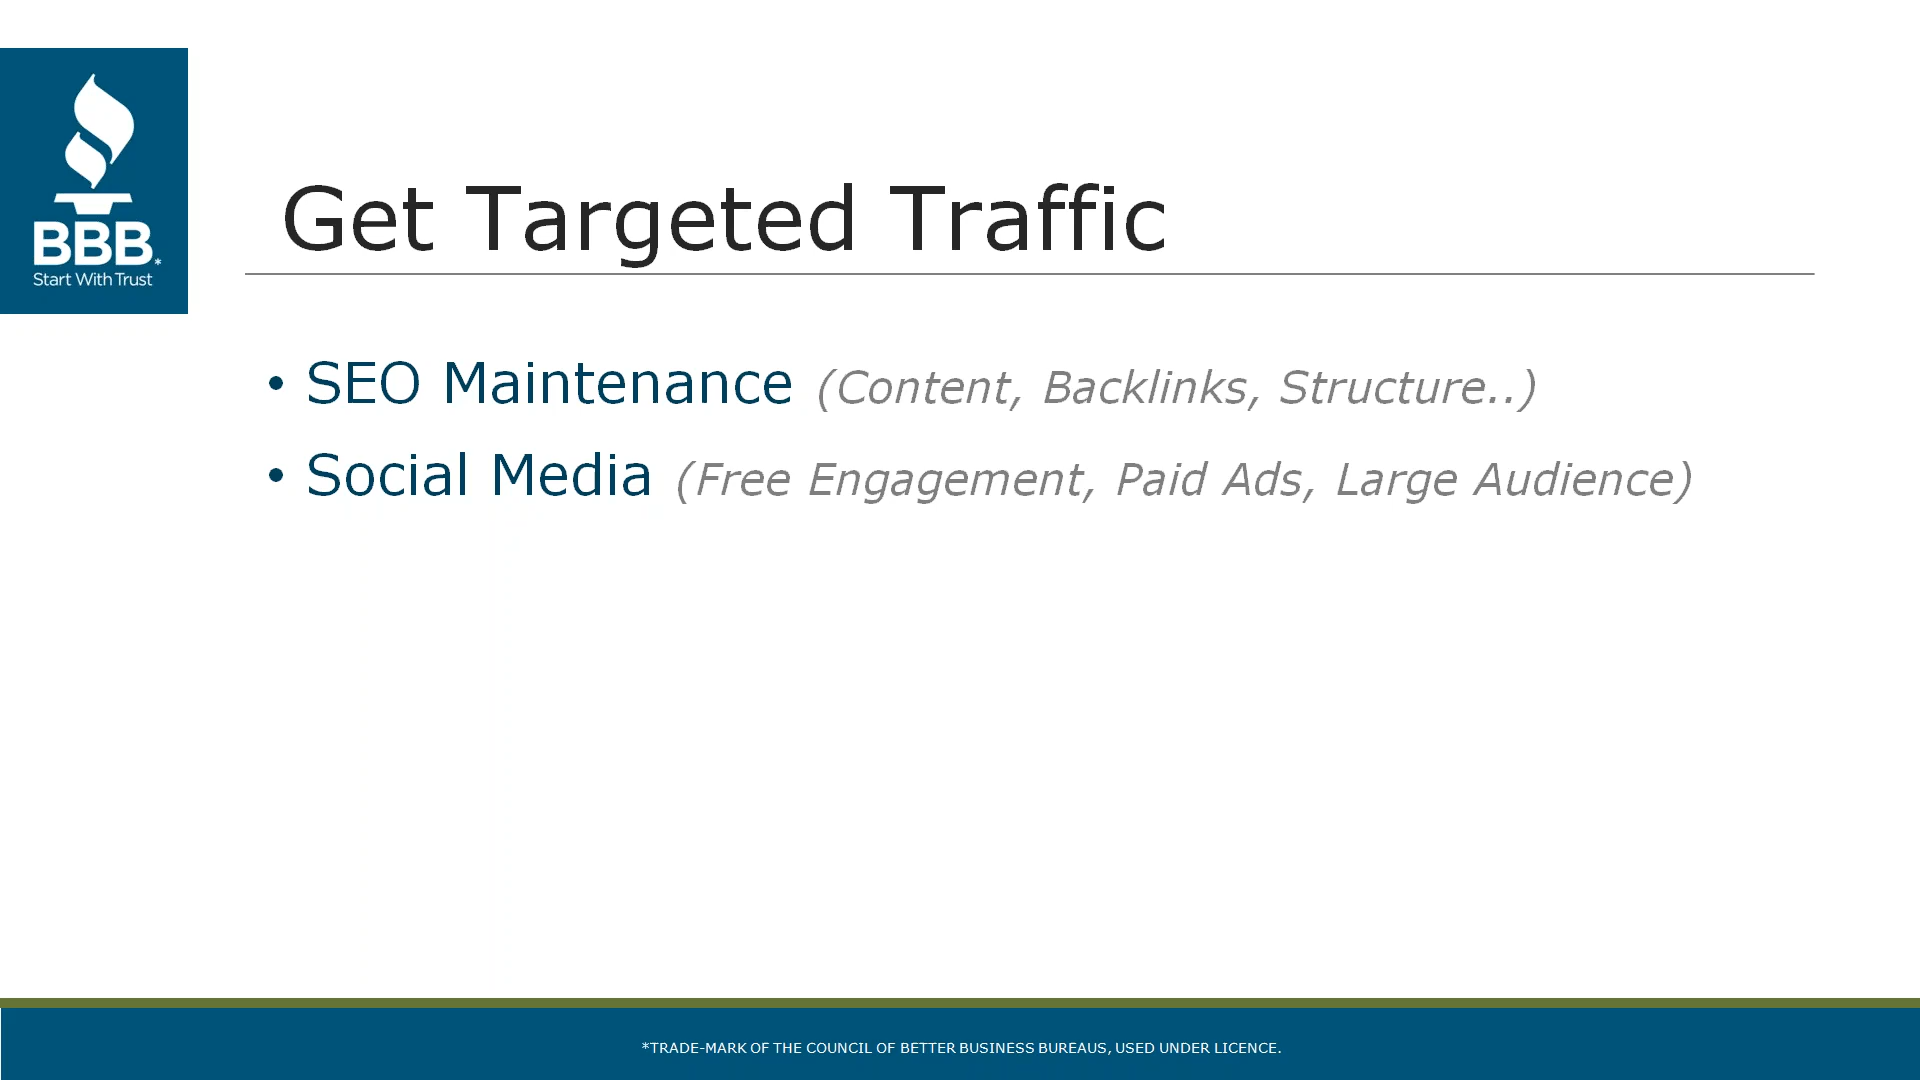 BBB.*
Start With Trust
Get Targeted Traffic
• SEO Maintenance (Content, Backlinks, Structure..)
• Social Media (Free Engagement, Paid Ads, Large Audience)
*TRADE-MARK OF THE COUNCIL OF BETTER BUSINESS BUREAUS, USED UNDER LICENCE.